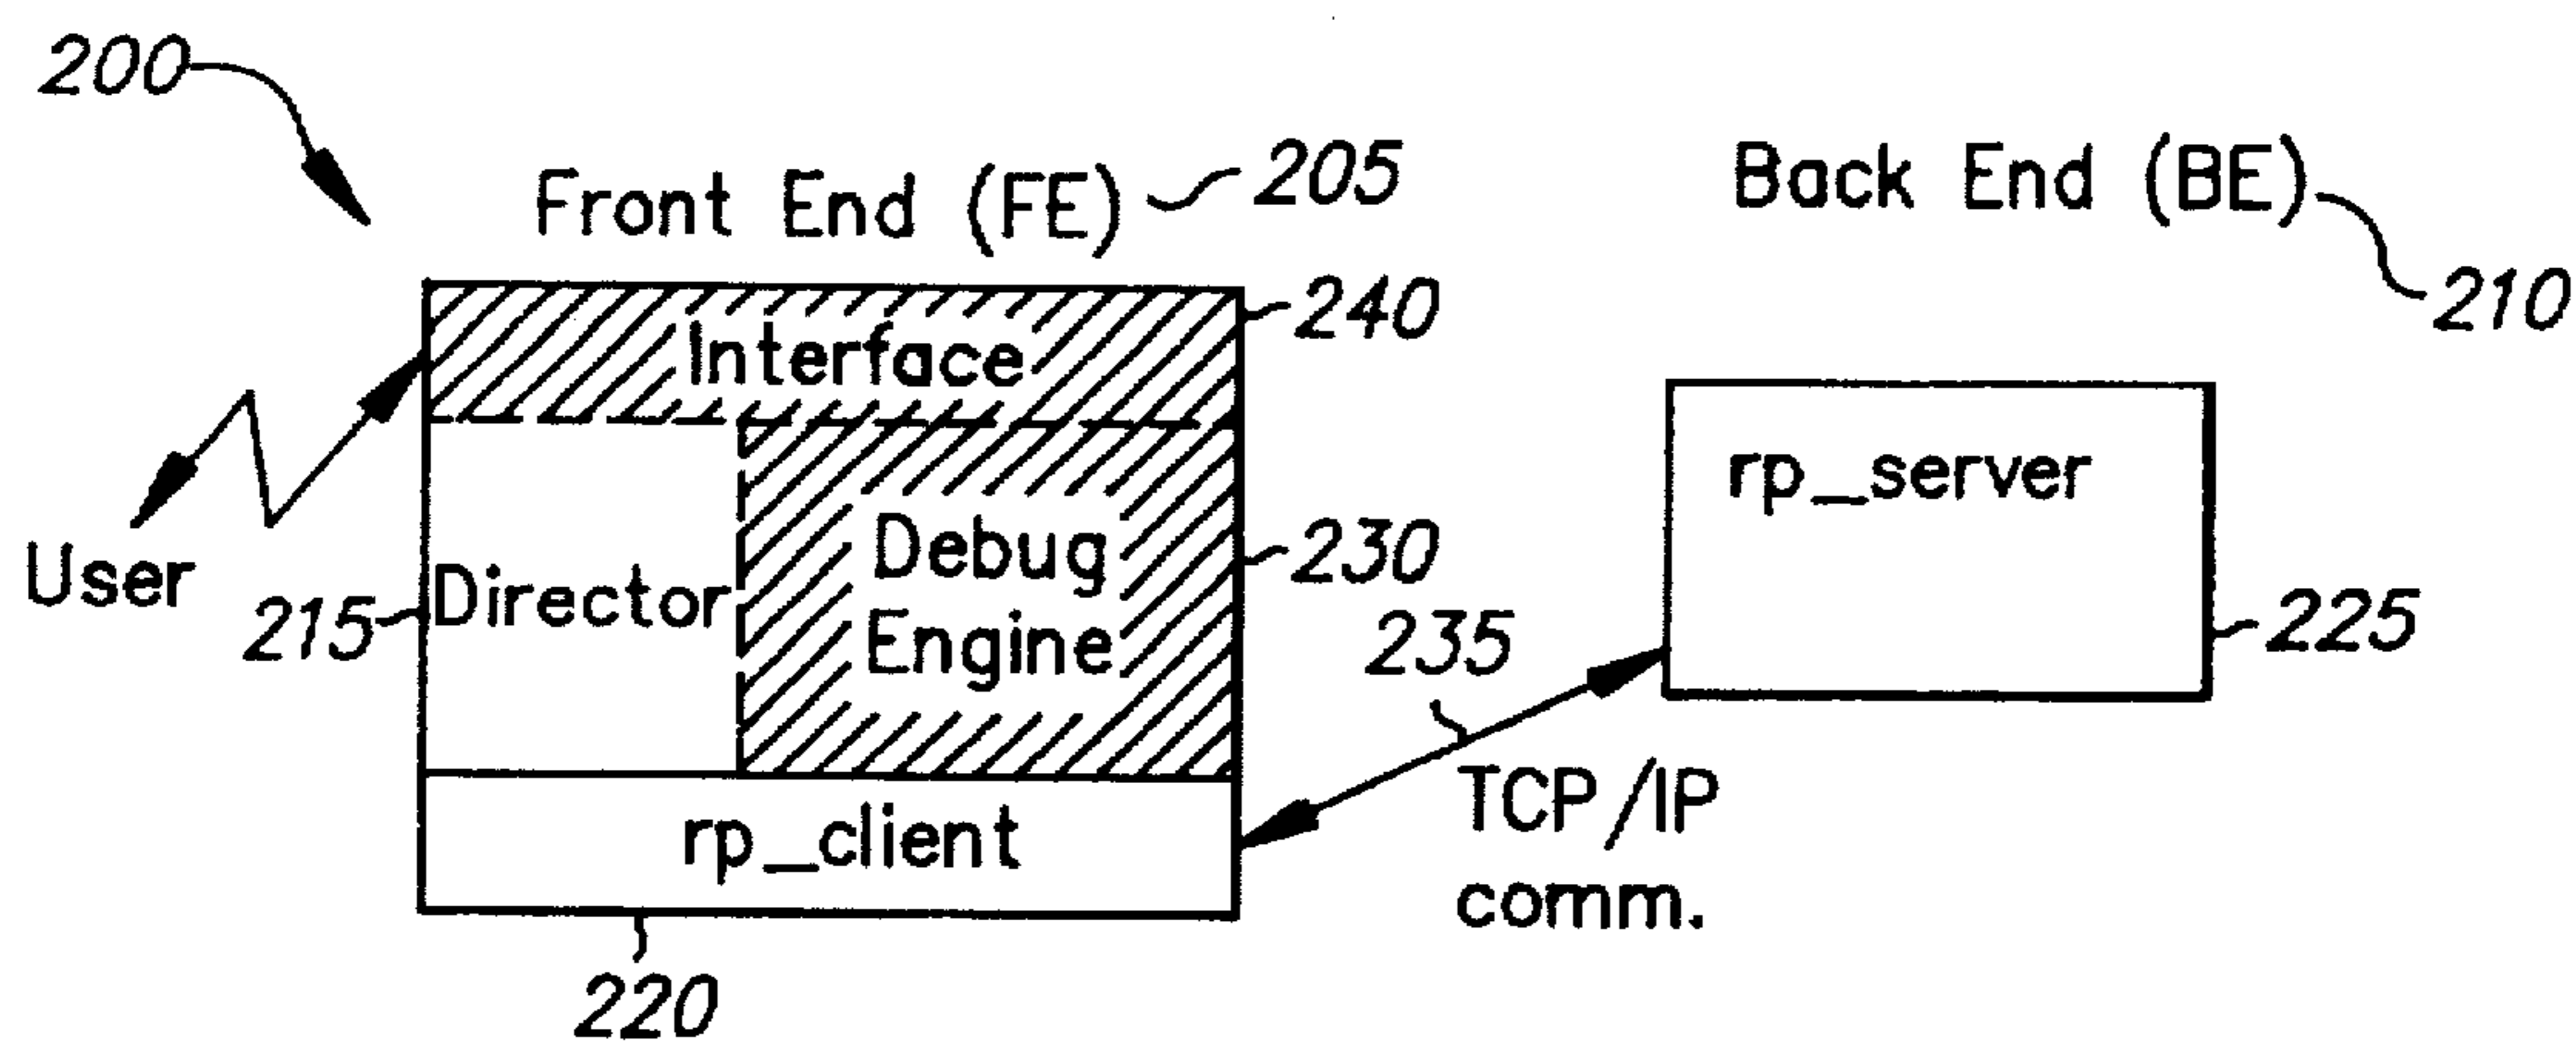 200
Front End (FE) 205
Back End (BE)
210
Interface
240
rp_server
User
215
Director
Debug
Engine
230
235
225
TCP/IP
comm.
rp_client
220